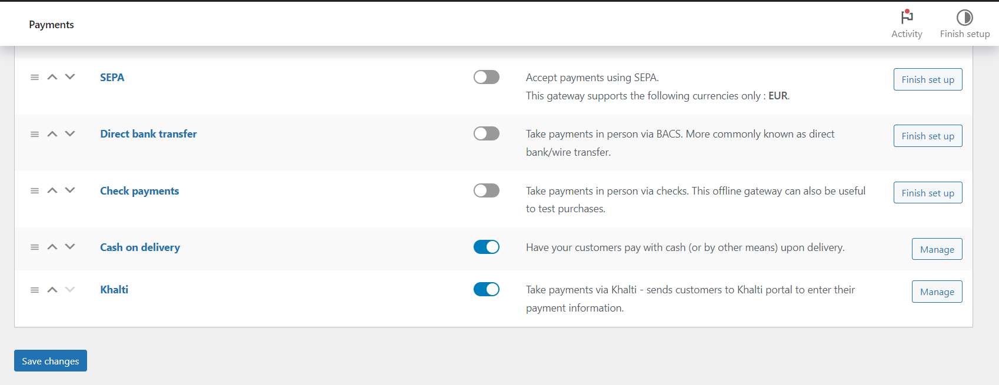 Payments
Activity
Finish setup
SEPA
Accept payments using SEPA.
This gateway supports the following currencies only : EUR.
Finish set up
Direct bank transfer
Take payments in person via BACS. More commonly known as direct
bank/wire transfer.
Finish set up
Check payments
Take payments in person via checks. This offline gateway can also be useful
to test purchases.
Finish set up
Cash on delivery
Have your customers pay with cash (or by other means) upon delivery.
Manage
Khalti
Take payments via Khalti - sends customers to Khalti portal to enter their
payment information.
Manage
Save changes